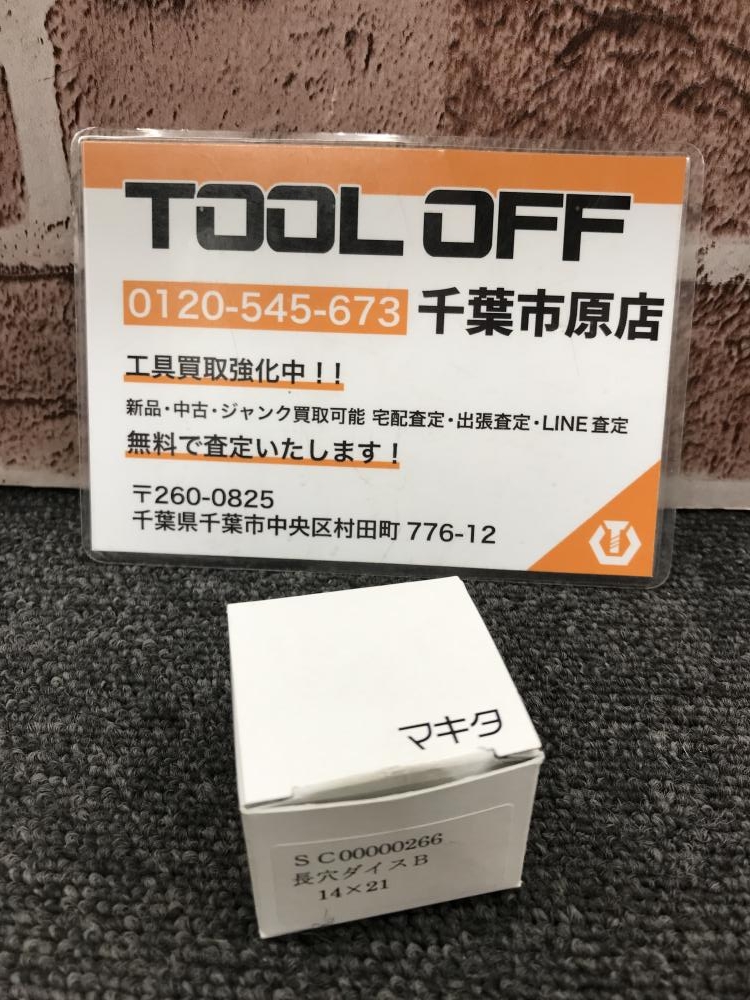 TOOL OFF
0120-545-673 千葉市原店
工具買取強化中！！
新品・中古・ジャンク買取可能 宅配査定・出張査定・LINE査定
無料で査定いたします！
〒260-0825
千葉県千葉市中央区村田町 776-12
マキタ
ＳＣ00000266
長穴ダイスＢ
14×21